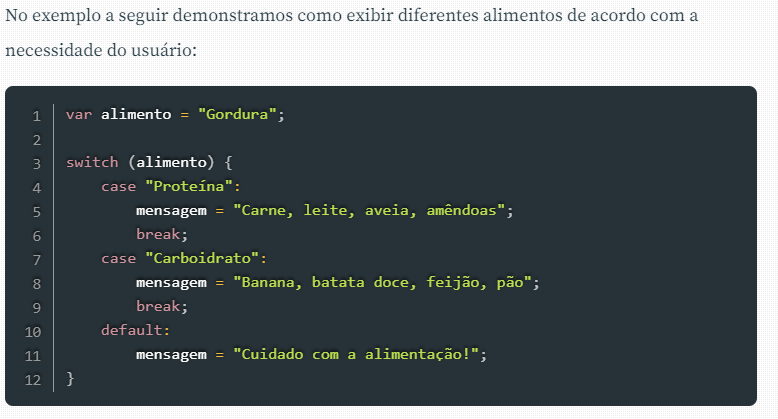 No exemplo a seguir demonstramos como exibir diferentes alimentos de acordo com a
necessidade do usuário:
1 var alimento = "Gordura";
2
3 switch (alimento) {
4     case "Proteína":
5         mensagem = "Carne, leite, aveia, amêndoas";
6         break;
7     case "Carboidrato":
8         mensagem = "Banana, batata doce, feijão, pão";
9         break;
10     default:
11         mensagem = "Cuidado com a alimentação!";
12 }